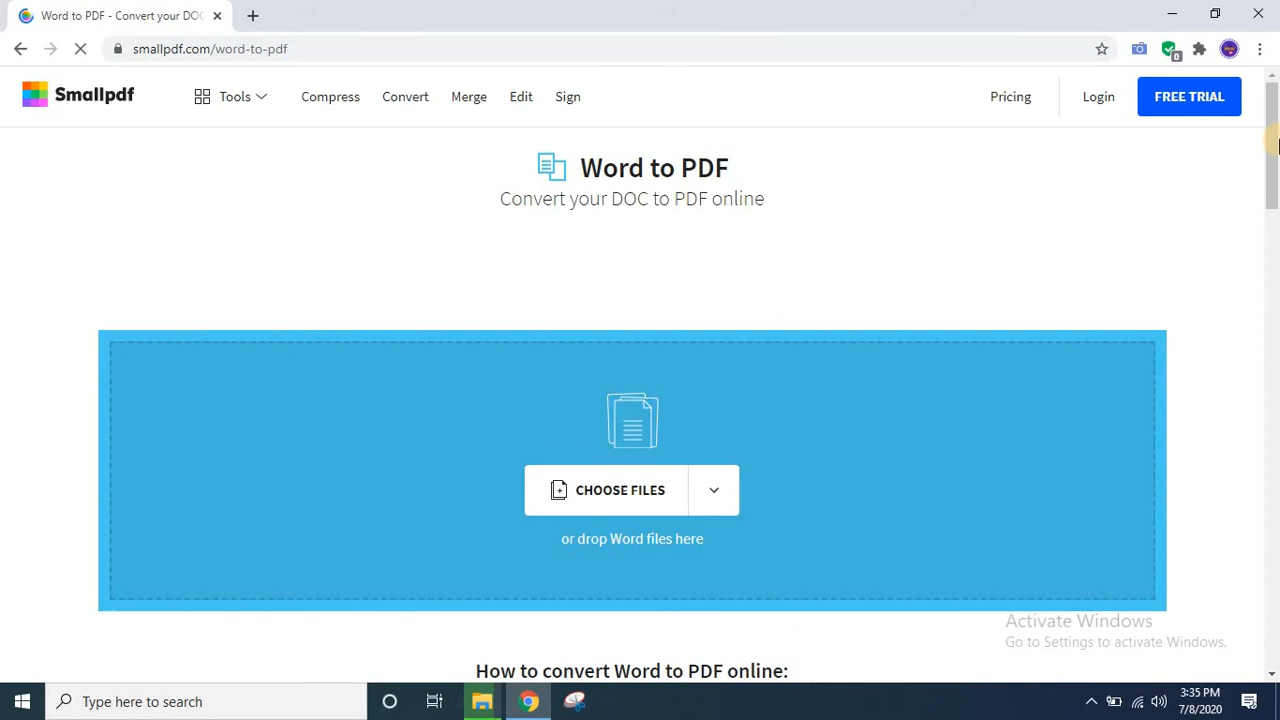 Word to PDF - Convert your DOC
smallpdf.com/word-to-pdf
0
Smallpdf
Tools
Compress
Convert
Merge
Edit
Sign
Pricing
Login
FREE TRIAL
Word to PDF
Convert your DOC to PDF online
CHOOSE FILES
or drop Word files here
Activate Windows
Go to Settings to activate Windows.
How to convert Word to PDF online:
Type here to search
3:35 PM
7/8/2020